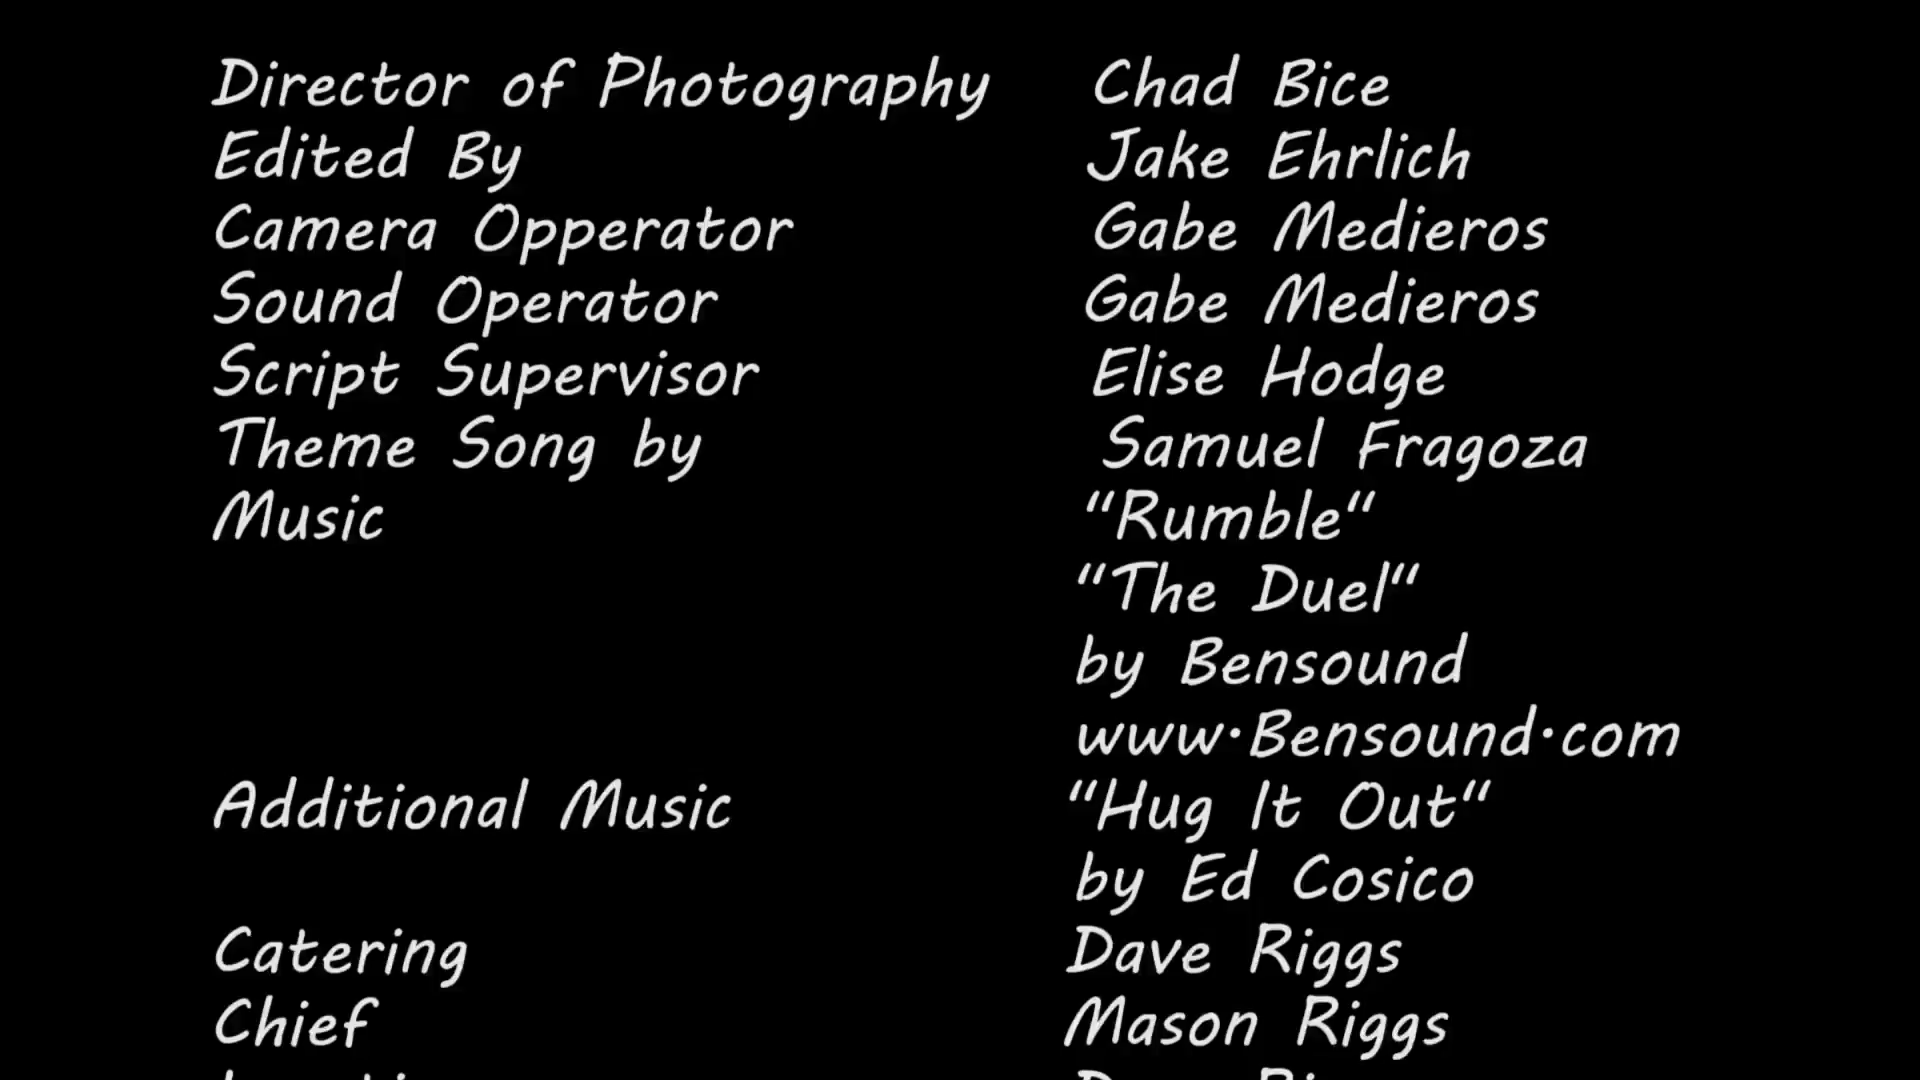 Director of Photography Chad Bice
Edited By Jake Ehrlich
Camera Opperator Gabe Medieros
Sound Operator Gabe Medieros
Script Supervisor Elise Hodge
Theme Song by Samuel Fragoza
Music "Rumble"
"The Duel"
by Bensound
www.Bensound.com
Additional Music "Hug It Out"
by Ed Cosico
Catering Dave Riggs
Chief Mason Riggs